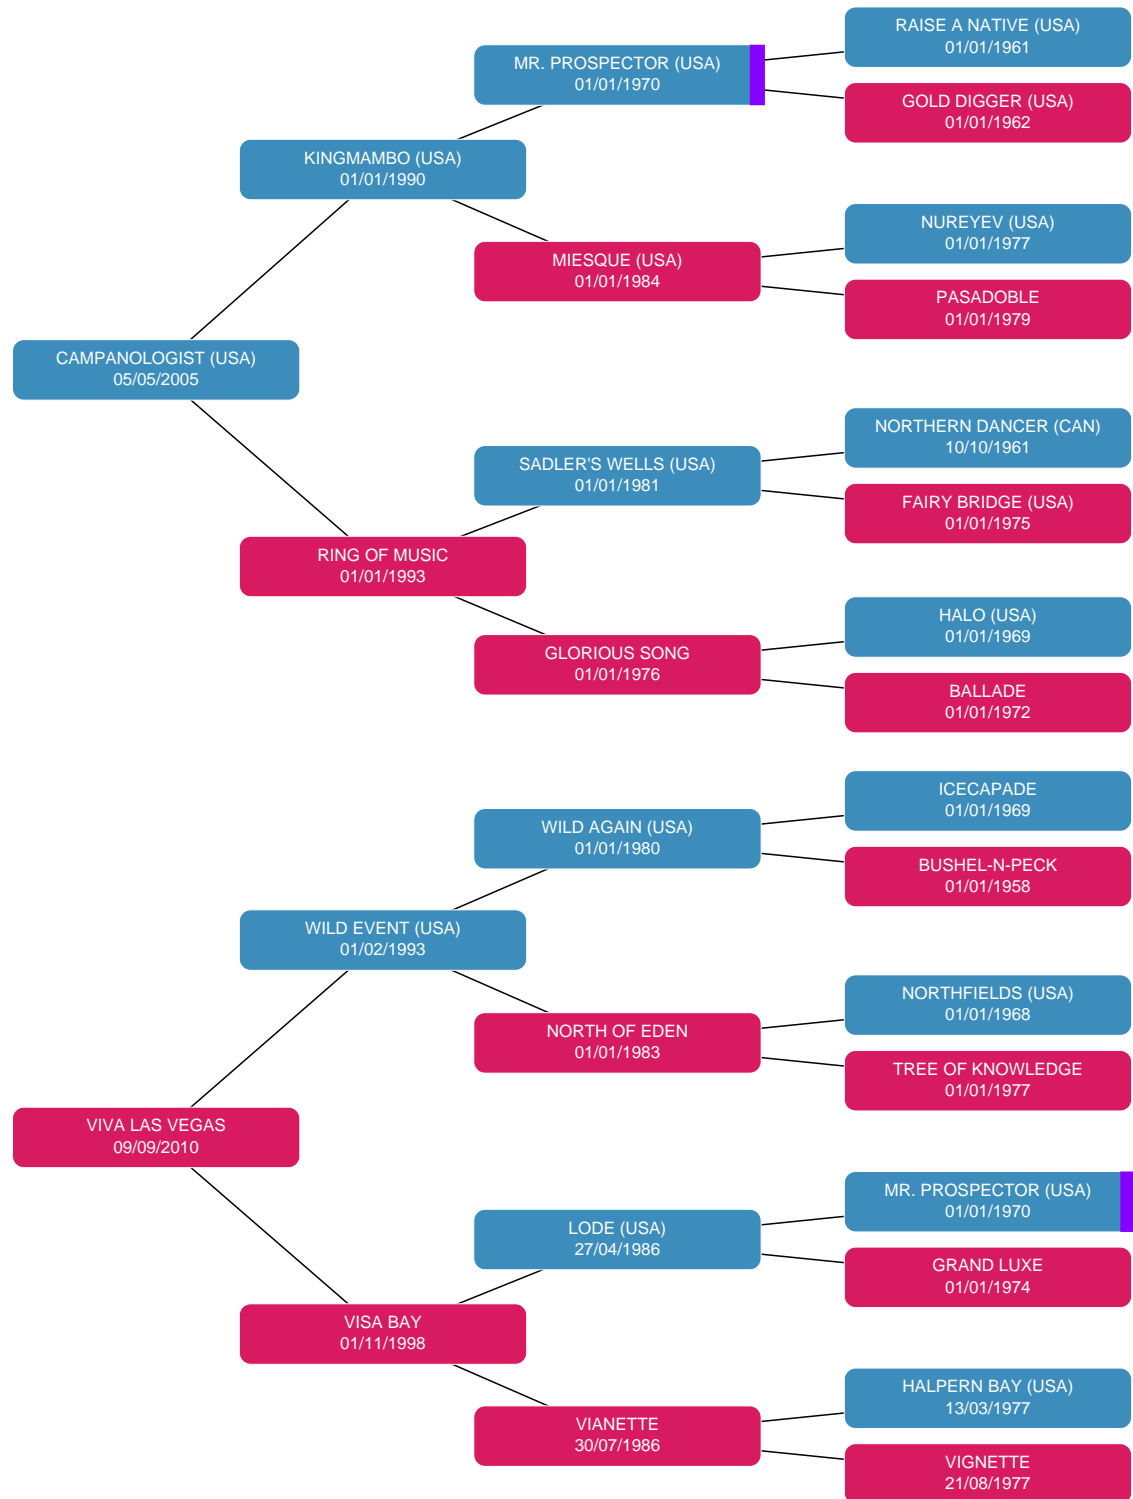 RAISE A NATIVE (USA)
01/01/1961
MR. PROSPECTOR (USA)
01/01/1970
GOLD DIGGER (USA)
01/01/1962
KINGMAMBO (USA)
01/01/1990
NUREYEV (USA)
01/01/1977
MIESQUE (USA)
01/01/1984
PASADOBLE
01/01/1979
CAMPANOLOGIST (USA)
05/05/2005
NORTHERN DANCER (CAN)
10/10/1961
SADLER'S WELLS (USA)
01/01/1981
FAIRY BRIDGE (USA)
01/01/1975
RING OF MUSIC
01/01/1993
HALO (USA)
01/01/1969
GLORIOUS SONG
01/01/1976
BALLADE
01/01/1972
ICECAPADE
01/01/1969
WILD AGAIN (USA)
01/01/1980
BUSHEL-N-PECK
01/01/1958
WILD EVENT (USA)
01/02/1993
NORTHFIELDS (USA)
01/01/1968
NORTH OF EDEN
01/01/1983
TREE OF KNOWLEDGE
01/01/1977
VIVA LAS VEGAS
09/09/2010
MR. PROSPECTOR (USA)
01/01/1970
LODE (USA)
27/04/1986
GRAND LUXE
01/01/1974
VISA BAY
01/11/1998
HALPERN BAY (USA)
13/03/1977
VIANETTE
30/07/1986
VIGNETTE
21/08/1977